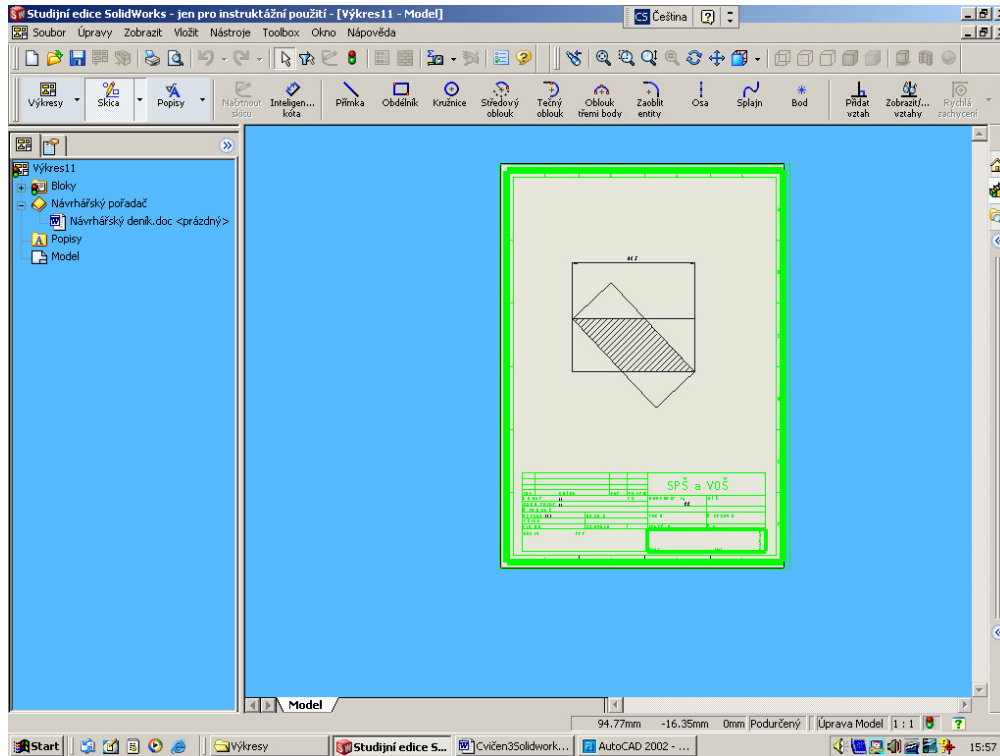 Studijní edice SolidWorks - jen pro instruktážní použití - [Výkres11 - Model]
CS Čeština
Soubor Úpravy Zobrazit Vložit Nástroje Toolbox Okno Nápověda
Výkresy Skica Popisy Načrtnout skicu Inteligen... kóta Přímka Obdélník Kružnice Středový oblouk Tečný oblouk Oblouk třemi body Zaoblit entity Osa Splajn Bod Přidat vztah Zobrazit/... vztahy Rychlá zachycení
Výkres11
Bloky
Návrhářský pořadač
Návrhářský deník.doc <prázdný>
A Popisy
Model
SPŠ a VOŠ
Model
94.77mm -16.35mm 0mm Podurčený Úprava Model 1 : 1 ?
Start Výkresy Studijní edice S... Cvičen3Solidwork... AutoCAD 2002 - ... 15:57